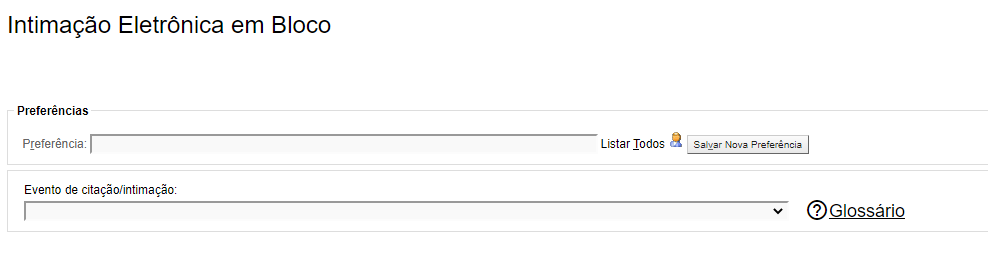 Intimação Eletrônica em Bloco
Preferências
Preferência: Listar Todos Salvar Nova Preferência
Evento de citação/intimação:
Glossário